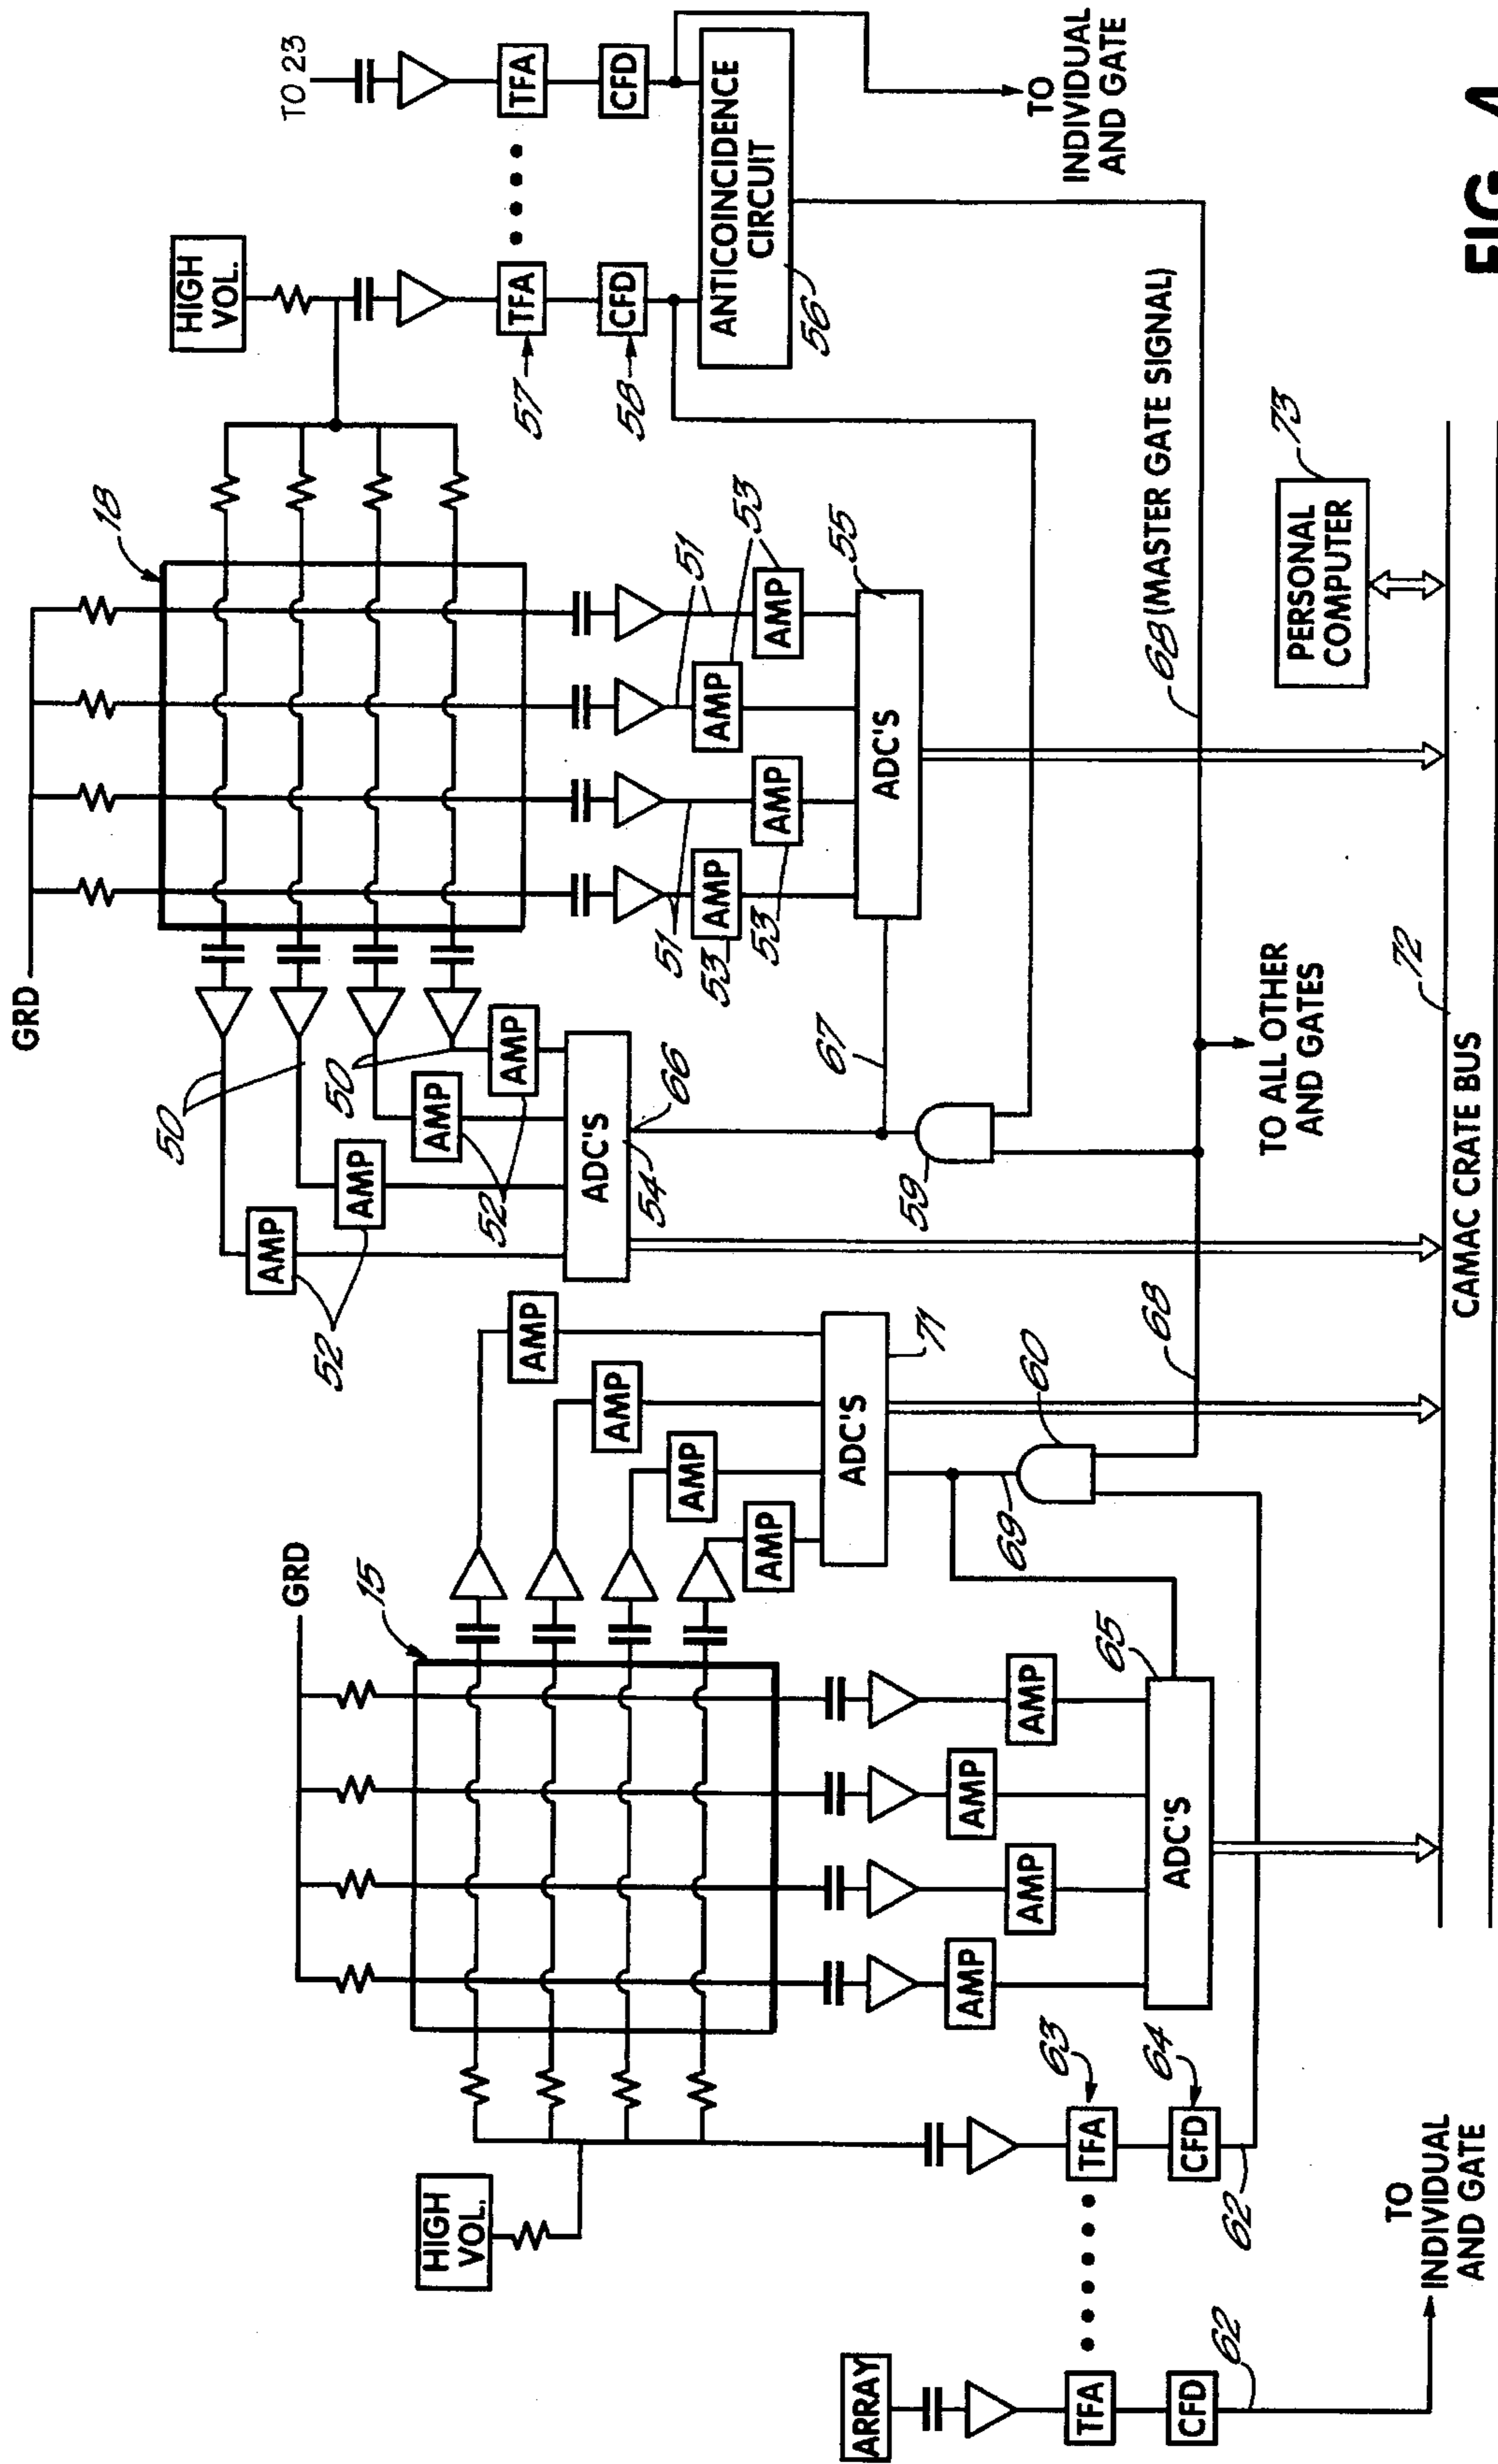 GRD
18
HIGH
VOL.
TO 23
50
50
50
AMP
AMP
AMP
AMP
52
52
ADC'S
54
66
51
51
51
AMP
AMP
AMP
AMP
53
53
53
ADC'S
55
67
59
TFA
TFA
57
CFD
CFD
58
ANTICOINCIDENCE
CIRCUIT
56
TO
INDIVIDUAL
AND GATE
GRD
15
HIGH
VOL.
AMP
AMP
AMP
AMP
ADC'S
71
60
69
68
68 (MASTER GATE SIGNAL)
ARRAY
TFA
TFA
63
CFD
CFD
64
62
62
AMP
AMP
AMP
AMP
ADC'S
65
TO ALL OTHER
AND GATES
PERSONAL
COMPUTER
73
TO
INDIVIDUAL
AND GATE
CAMAC CRATE BUS
72
FIG. 4